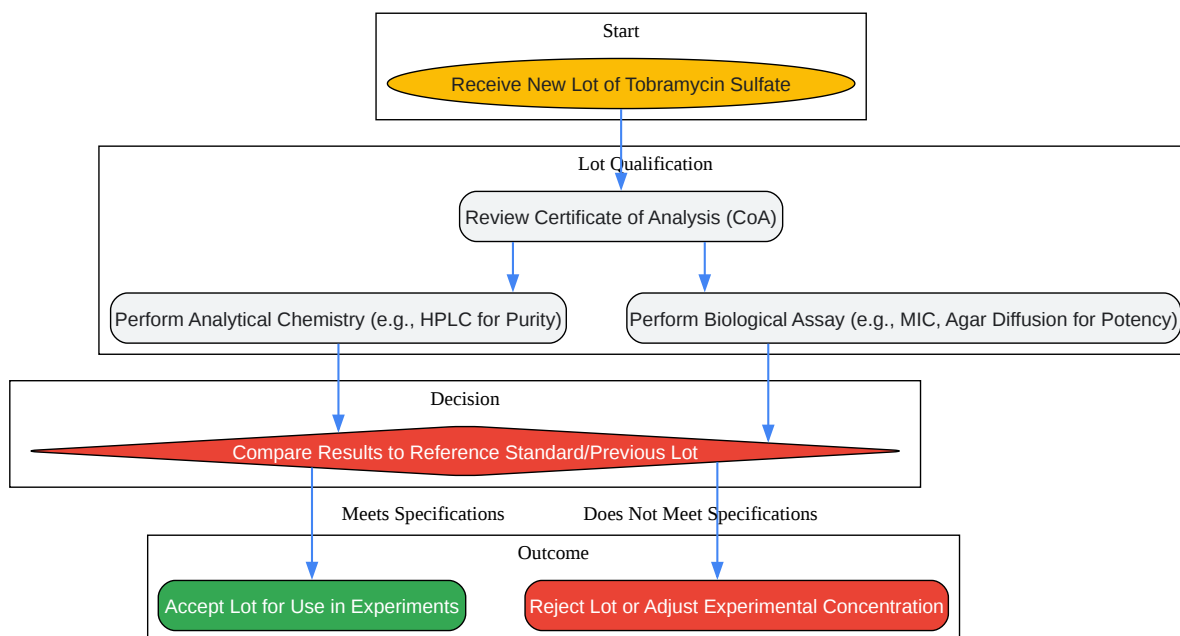 Start
Receive New Lot of Tobramycin Sulfate
Lot Qualification
Review Certificate of Analysis (CoA)
Perform Analytical Chemistry (e.g., HPLC for Purity)
Perform Biological Assay (e.g., MIC, Agar Diffusion for Potency)
Decision
Compare Results to Reference Standard/Previous Lot
Meets Specifications
Does Not Meet Specifications
Outcome
Accept Lot for Use in Experiments
Reject Lot or Adjust Experimental Concentration